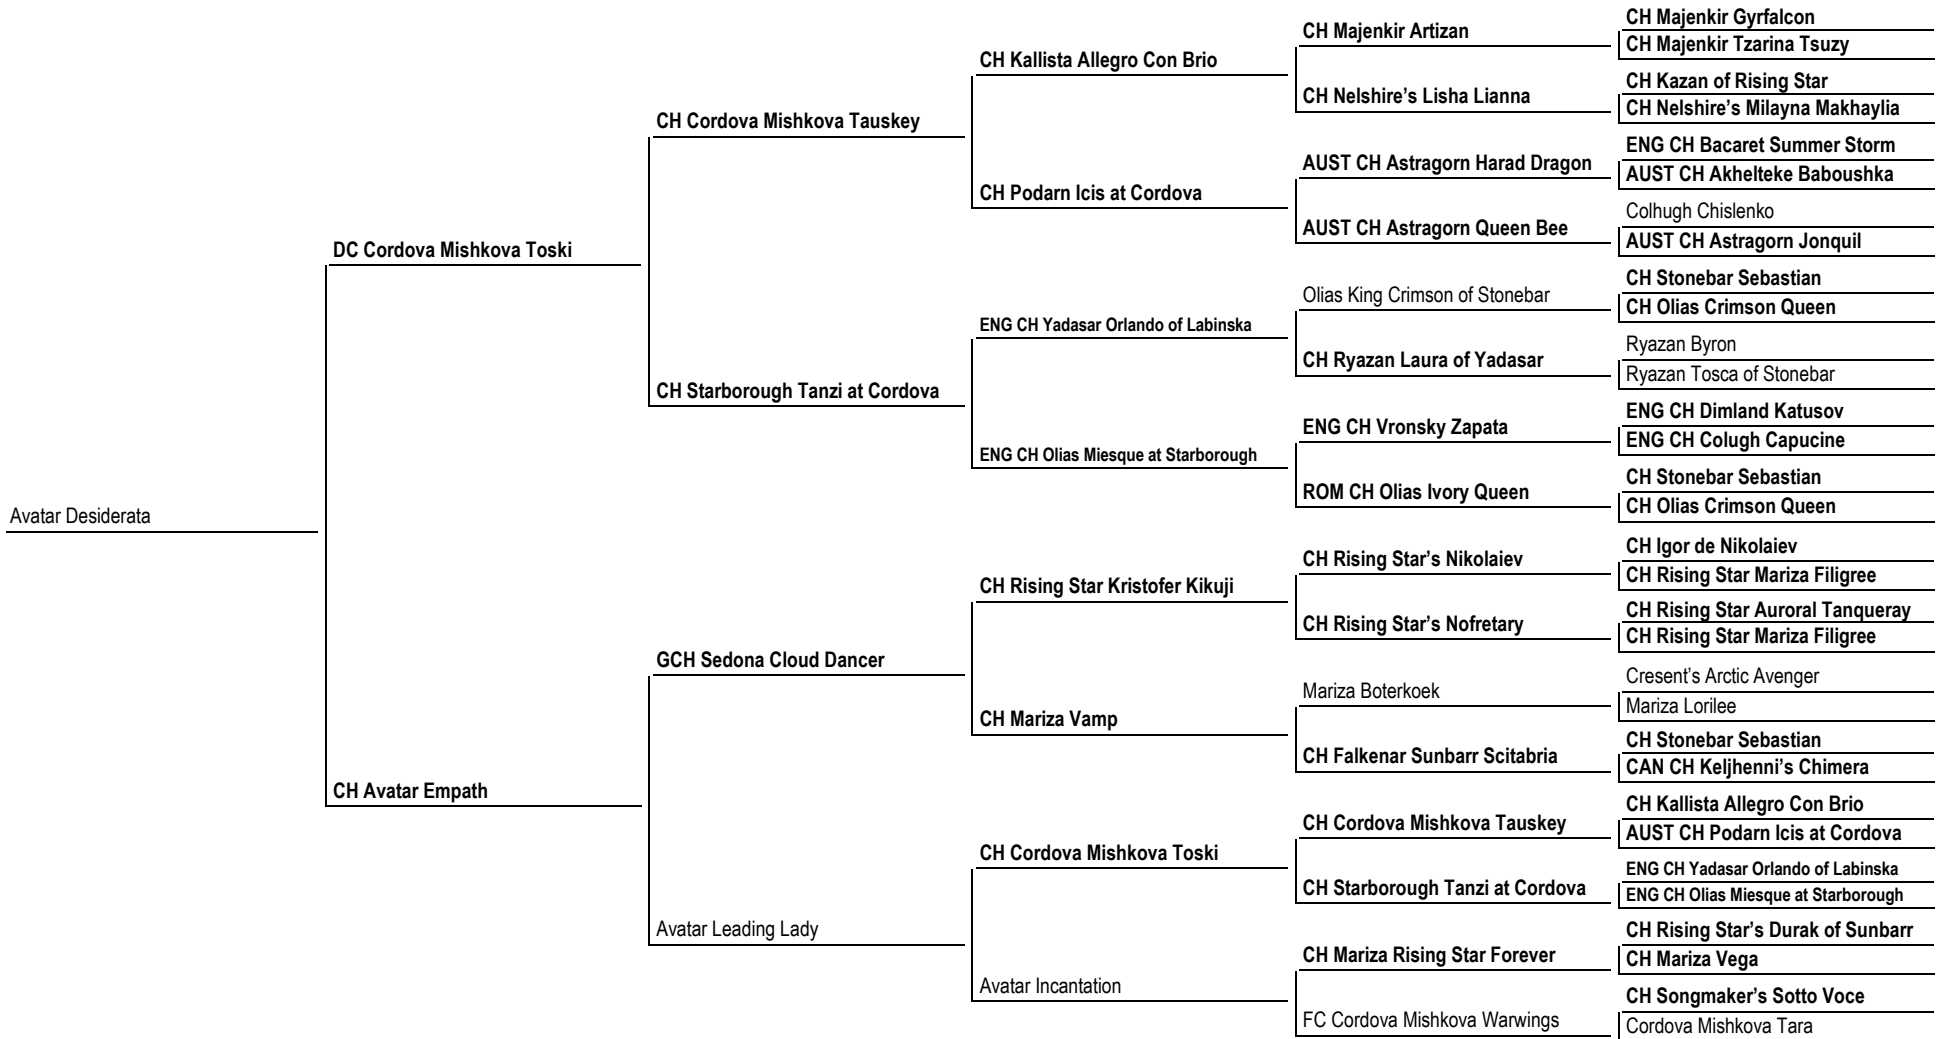 CH Majenkir Gyrfalcon
CH Majenkir Artizan
CH Majenkir Tzarina Tsuzy
CH Kallista Allegro Con Brio
CH Kazan of Rising Star
CH Nelshire’s Lisha Lianna
CH Nelshire’s Milayna Makhaylia
CH Cordova Mishkova Tauskey
ENG CH Bacaret Summer Storm
AUST CH Astragorn Harad Dragon
AUST CH Akhelteke Baboushka
CH Podarn Icis at Cordova
Colhugh Chislenko
AUST CH Astragorn Queen Bee
AUST CH Astragorn Jonquil
DC Cordova Mishkova Toski
CH Stonebar Sebastian
Olias King Crimson of Stonebar
CH Olias Crimson Queen
ENG CH Yadasar Orlando of Labinska
Ryazan Byron
CH Ryazan Laura of Yadasar
Ryazan Tosca of Stonebar
CH Starborough Tanzi at Cordova
ENG CH Dimland Katusov
ENG CH Vronsky Zapata
ENG CH Colugh Capucine
ENG CH Olias Miesque at Starborough
CH Stonebar Sebastian
ROM CH Olias Ivory Queen
CH Olias Crimson Queen
Avatar Desiderata
CH Igor de Nikolaiev
CH Rising Star’s Nikolaiev
CH Rising Star Mariza Filigree
CH Rising Star Kristofer Kikuji
CH Rising Star Auroral Tanqueray
CH Rising Star’s Nofretary
CH Rising Star Mariza Filigree
GCH Sedona Cloud Dancer
Cresent’s Arctic Avenger
Mariza Boterkoek
Mariza Lorilee
CH Mariza Vamp
CH Stonebar Sebastian
CH Falkenar Sunbarr Scitabria
CAN CH Keljhenni’s Chimera
CH Avatar Empath
CH Kallista Allegro Con Brio
CH Cordova Mishkova Tauskey
AUST CH Podarn Icis at Cordova
CH Cordova Mishkova Toski
ENG CH Yadasar Orlando of Labinska
CH Starborough Tanzi at Cordova
ENG CH Olias Miesque at Starborough
Avatar Leading Lady
CH Rising Star’s Durak of Sunbarr
CH Mariza Rising Star Forever
CH Mariza Vega
Avatar Incantation
CH Songmaker’s Sotto Voce
FC Cordova Mishkova Warwings
Cordova Mishkova Tara